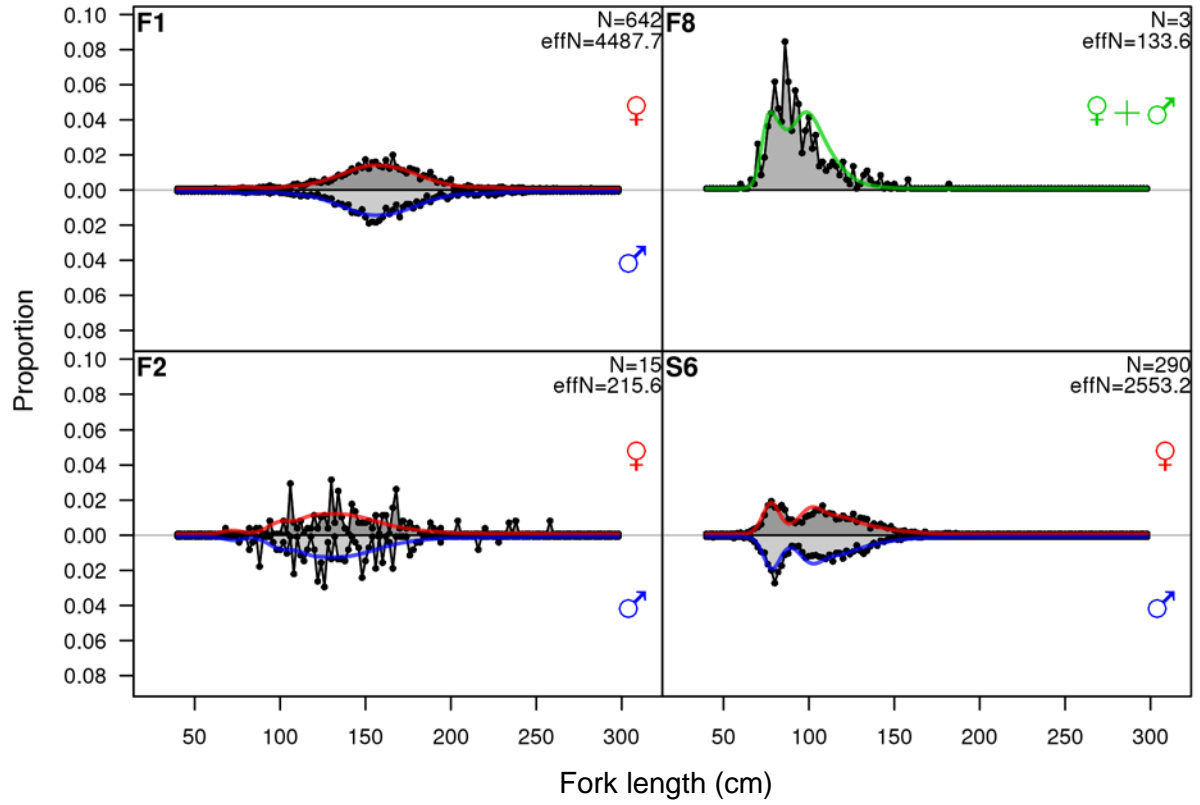 F1
N=642
effN=4487.7
♀
♂
F8
N=3
effN=133.6
♀+♂
F2
N=15
effN=215.6
♀
♂
S6
N=290
effN=2553.2
♀
♂
0.10
0.08
0.06
0.04
0.02
0.00
0.02
0.04
0.06
0.08
0.10
0.08
0.06
0.04
0.02
0.00
0.02
0.04
0.06
0.08
Proportion
50 100 150 200 250 300
50 100 150 200 250 300
Fork length (cm)